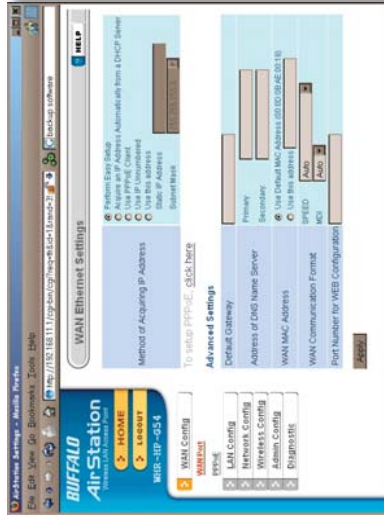 AirStation Settings - Mozilla Firefox
File Edit View Go Bookmarks Tools Help
backup software
BUFFALO
AirStation
Wireless LAN Access Point
HOME
LOGOUT
WHR-HP-G54
WAN Config
WAN Port
PPPoE
LAN Config
Network Config
Wireless Config
Admin Config
Diagnostic
WAN Ethernet Settings
HELP
Method of Acquiring IP Address
Perform Easy Setup
Acquire an IP Address Automatically from a DHCP Server
Use PPPoE Client
Use IP Unnumbered
Use this address
Static IP Address
Subnet Mask
To setup PPPoE, click here
Advanced Settings
Default Gateway
Address of DNS Name Server
Primary:
Secondary:
WAN MAC Address
Use Default MAC Address
Use this address
WAN Communication Format
SPEED Auto
MDI Auto
Port Number for WEB Configuration
Apply